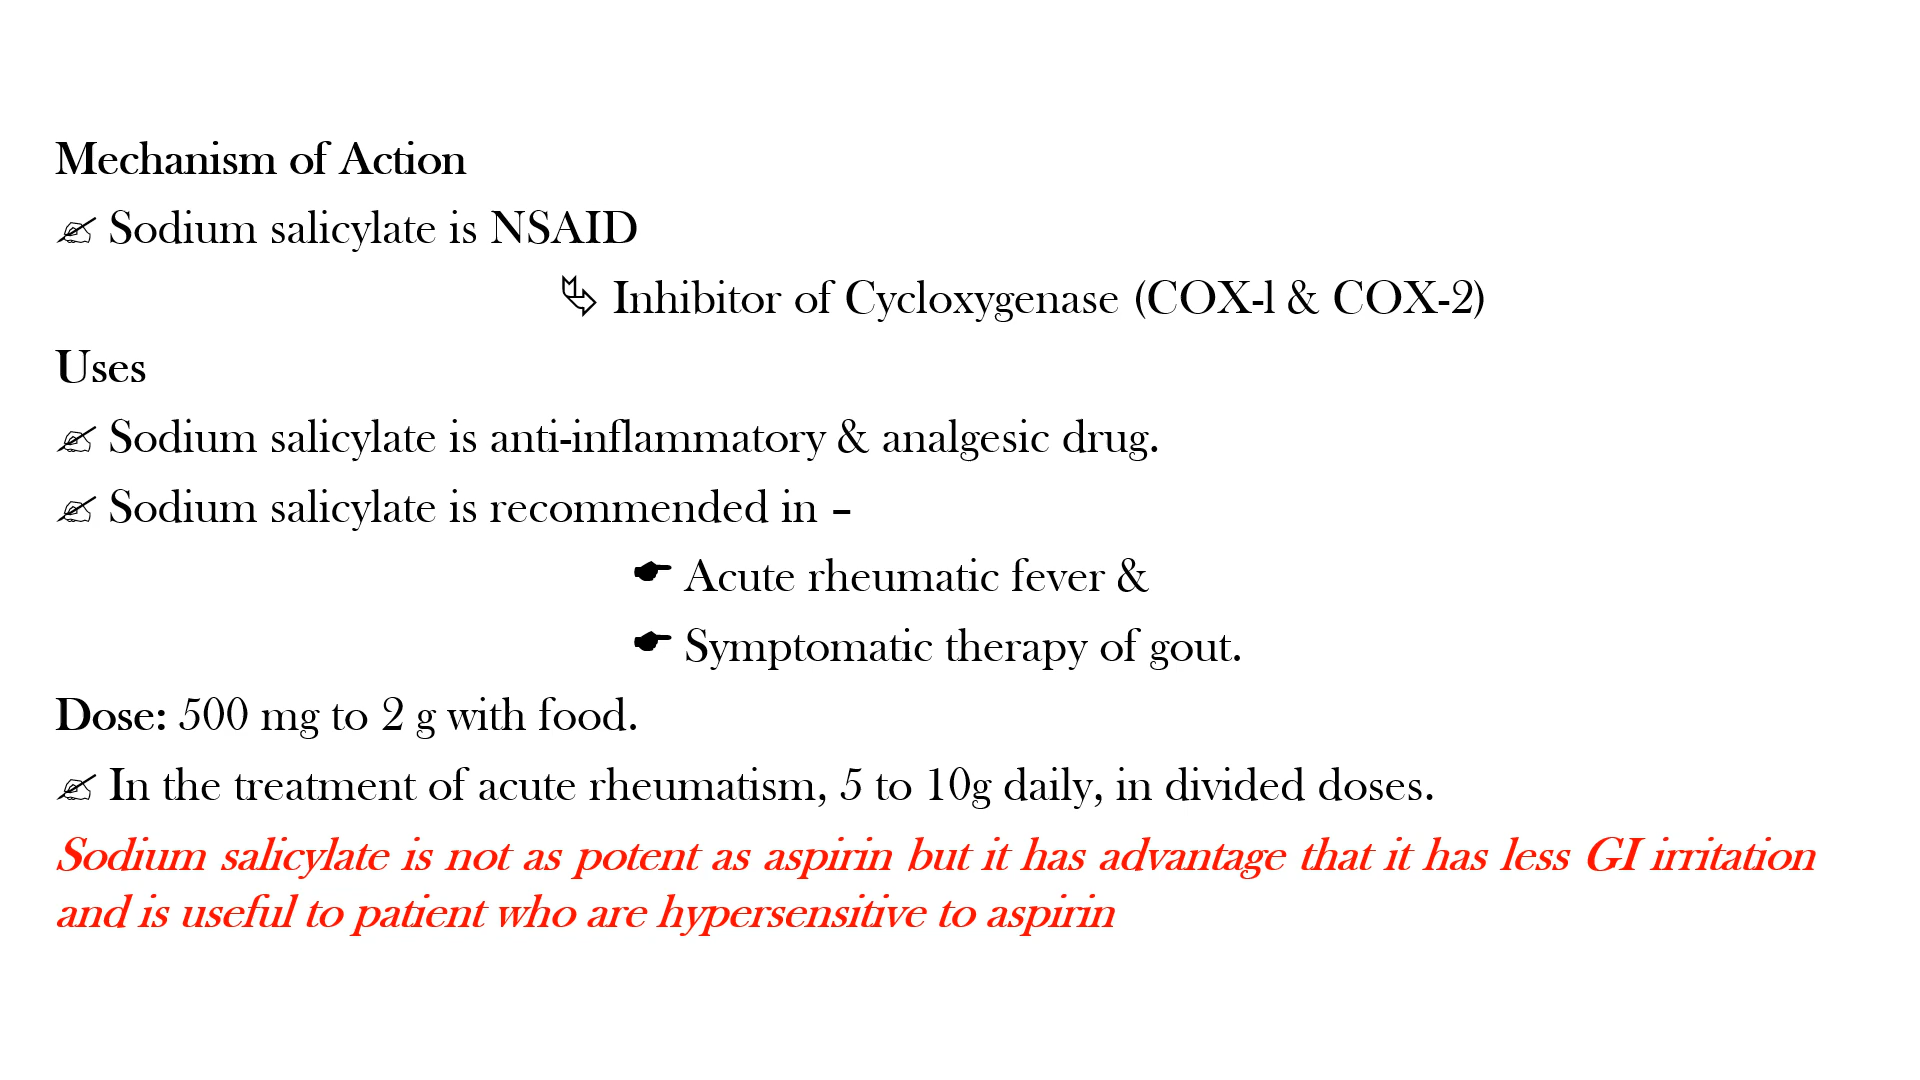 Mechanism of Action
Sodium salicylate is NSAID
Inhibitor of Cycloxygenase (COX-l & COX-2)
Uses
Sodium salicylate is anti-inflammatory & analgesic drug.
Sodium salicylate is recommended in –
Acute rheumatic fever &
Symptomatic therapy of gout.
Dose: 500 mg to 2 g with food.
In the treatment of acute rheumatism, 5 to 10g daily, in divided doses.
Sodium salicylate is not as potent as aspirin but it has advantage that it has less GI irritation
and is useful to patient who are hypersensitive to aspirin